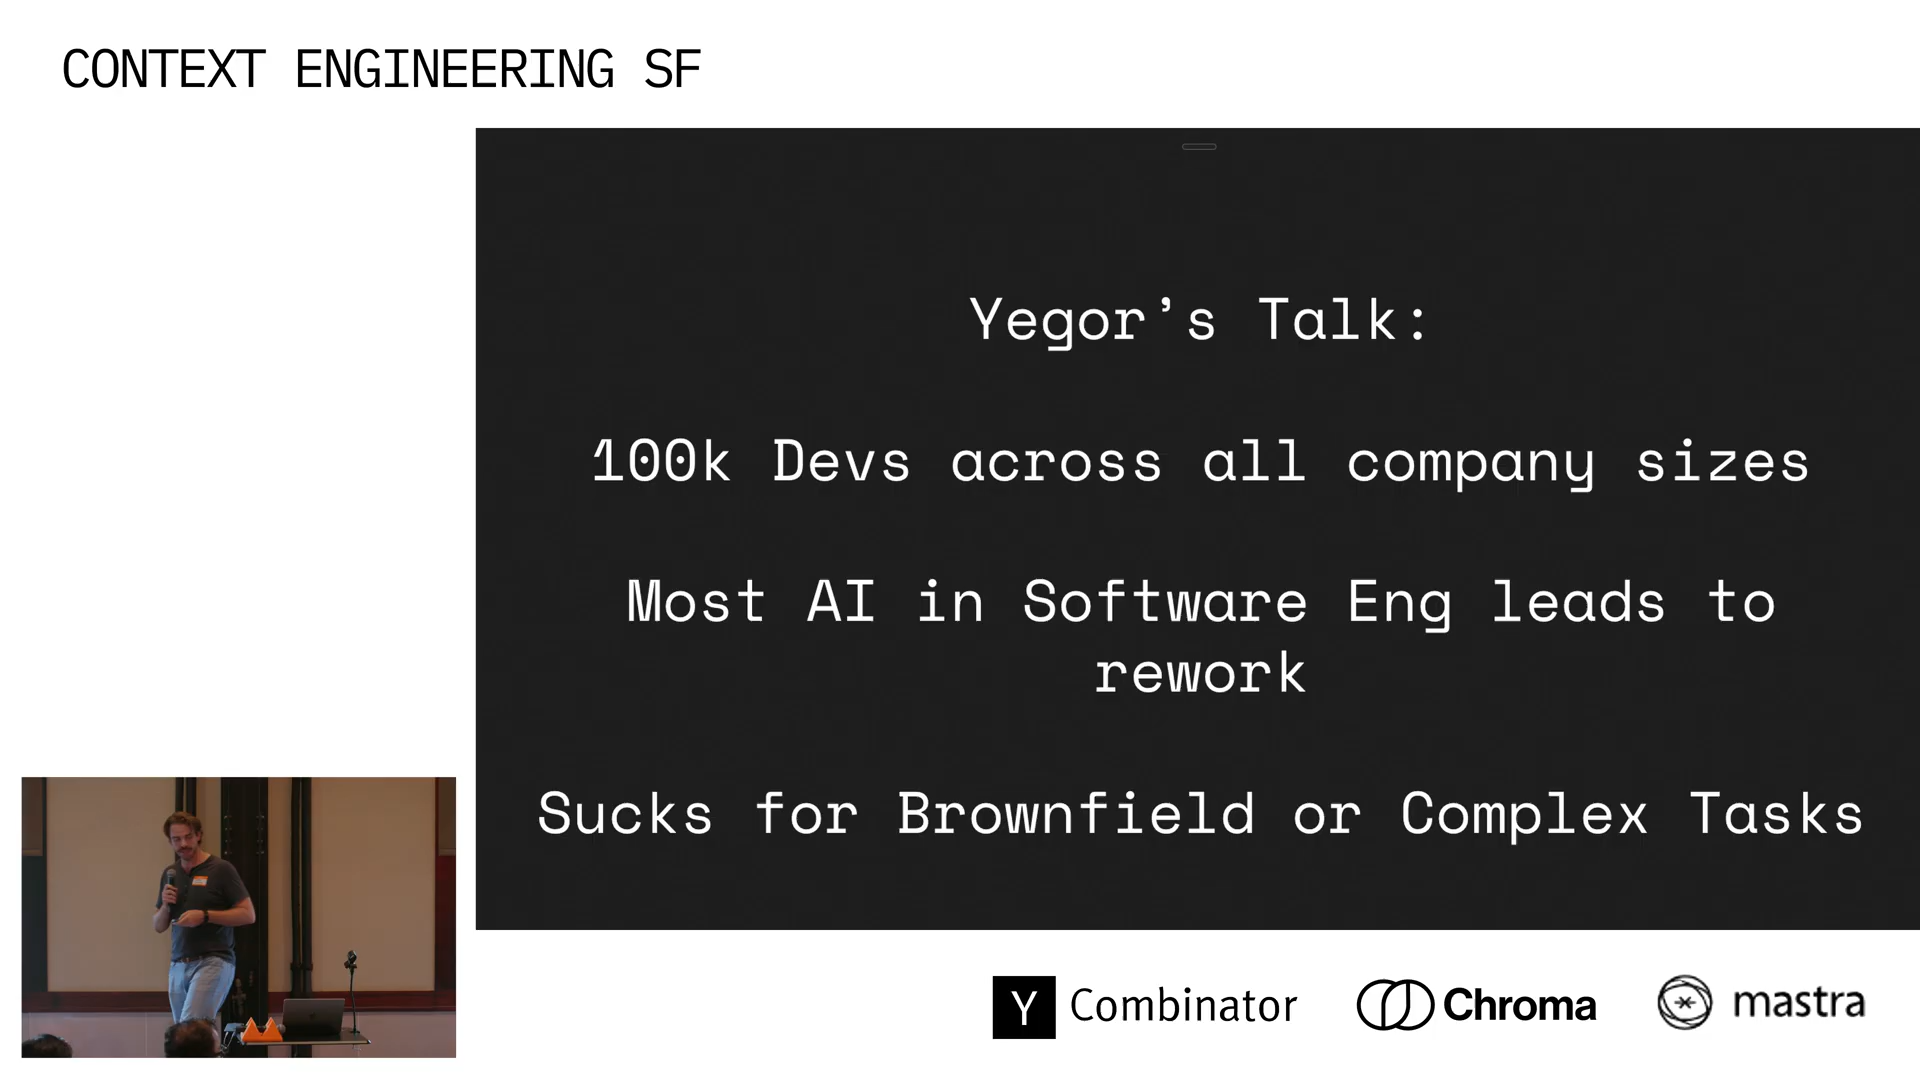 CONTEXT ENGINEERING SF
Yegor’s Talk:
100k Devs across all company sizes
Most AI in Software Eng leads to
rework
Sucks for Brownfield or Complex Tasks
Y Combinator
Chroma
mastra